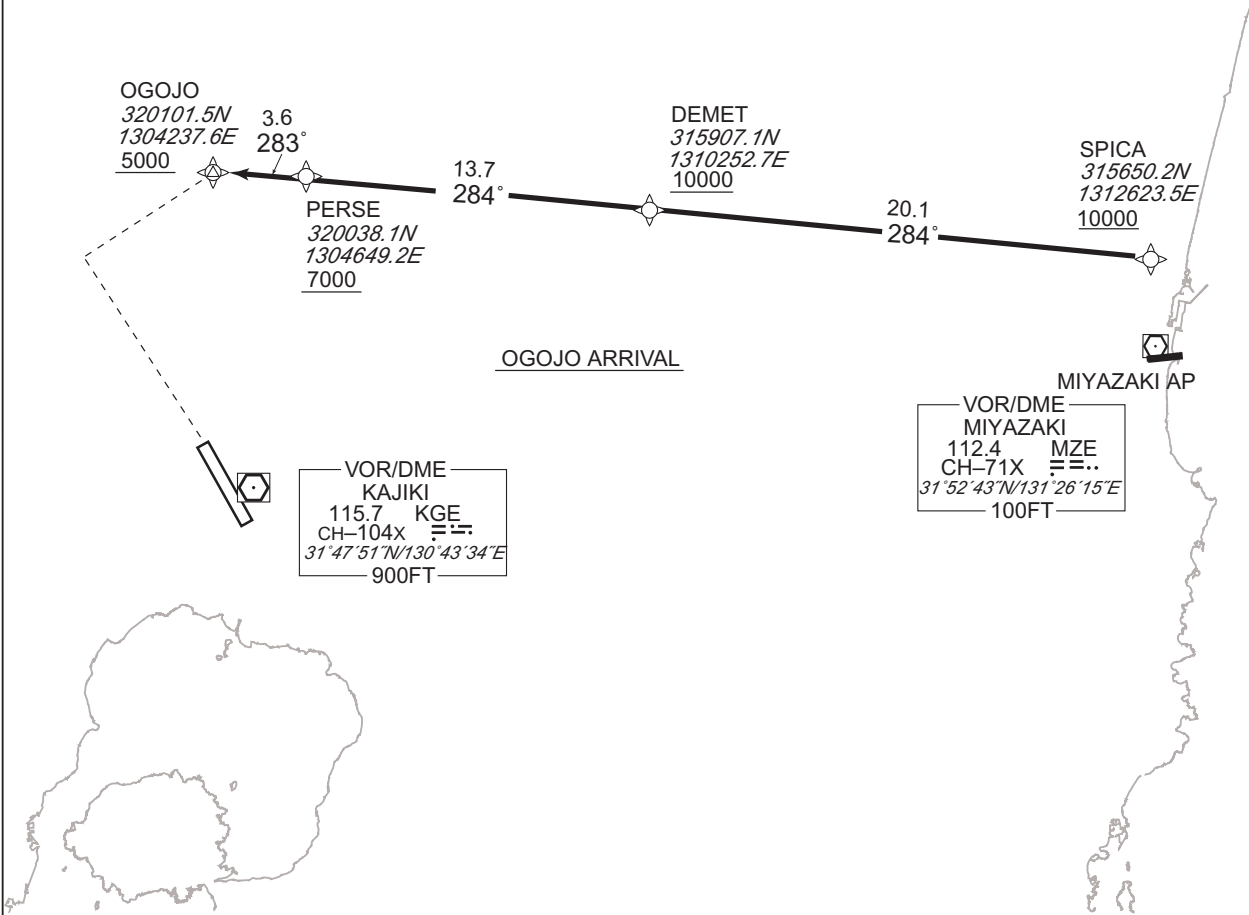 OGOJO
320101.5N
1304237.6E
5000
3.6
283°
PERSE
320038.1N
1304649.2E
7000
13.7
284°
DEMET
315907.1N
1310252.7E
10000
20.1
284°
SPICA
315650.2N
1312623.5E
10000
OGOJO ARRIVAL
MIYAZAKI AP
VOR/DME
MIYAZAKI
112.4 MZE
CH–71X
31°52´43˝N/131°26´15˝E
100FT
VOR/DME
KAJIKI
115.7 KGE
CH–104X
31°47´51˝N/130°43´34˝E
900FT